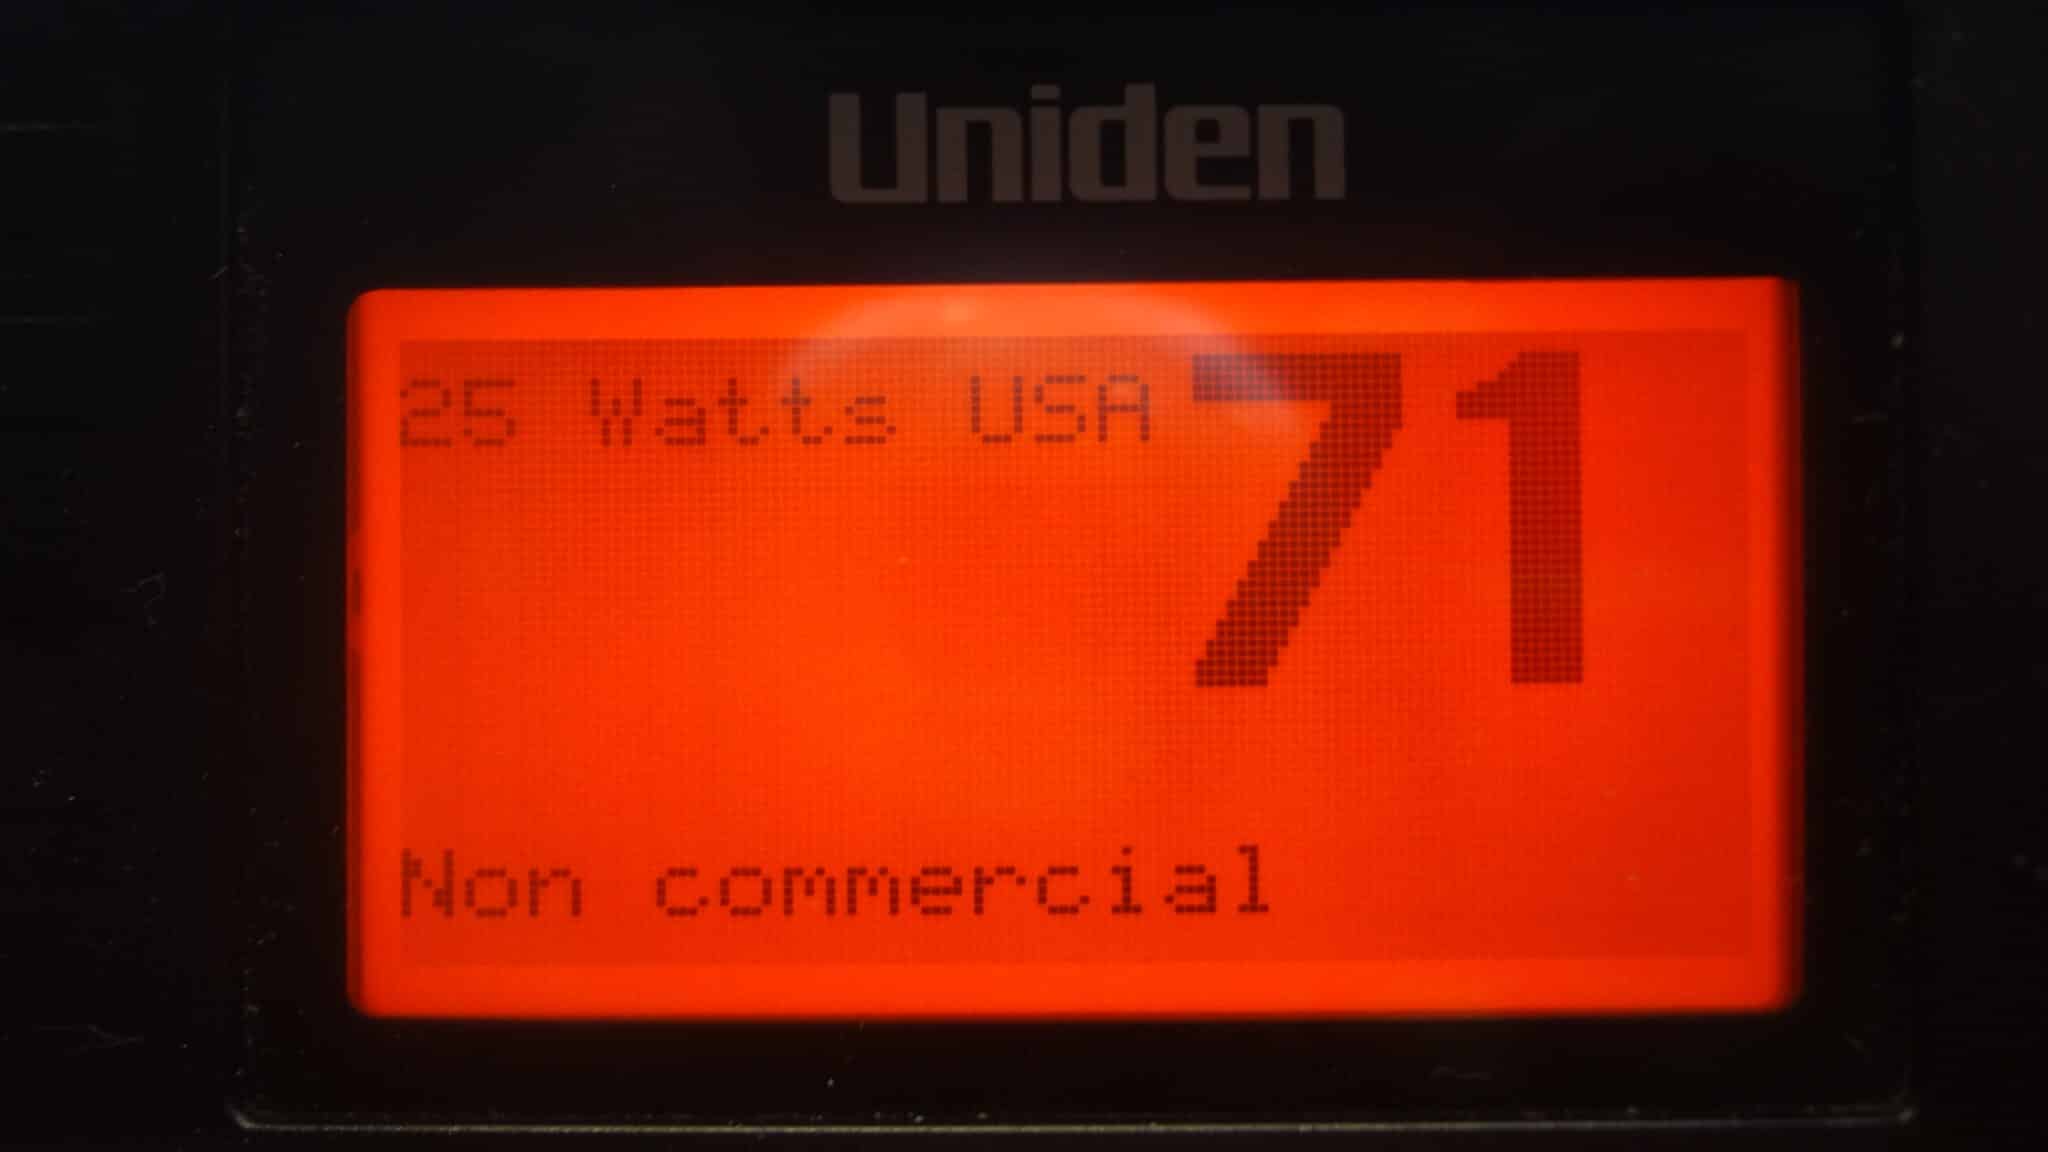 Uniden
25 Watts USA 71
Non commercial